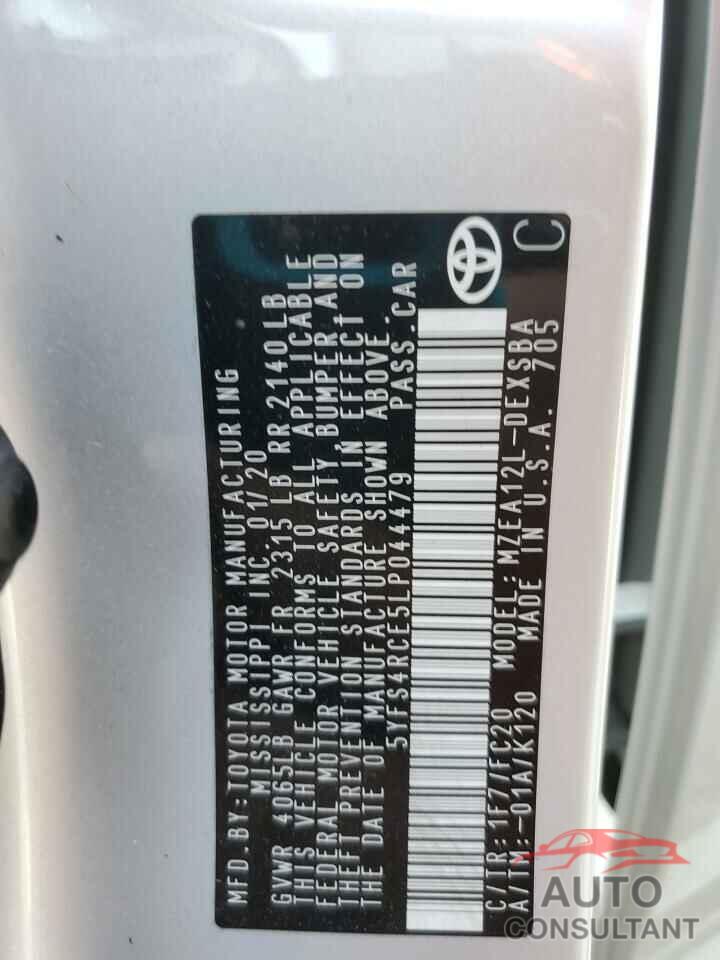 MFD.BY:TOYOTA MOTOR MANUFACTURING
MISSISSIPPI INC. 01/20
GVWR 4065LB GAWR FR 2315 LB RR 2140LB
THIS VEHICLE CONFORMS TO ALL APPLICABLE
FEDERAL MOTOR VEHICLE SAFETY BUMPER AND
THEFT PREVENTION STANDARDS IN EFFECT ON
THE DATE OF MANUFACTURE SHOWN ABOVE.
5YFS4RCE5LP044479 PASS.CAR
C/TR:1F7/FC20 MODEL:MZEA12L-DEXSBA
A/TM:-01A/K120 MADE IN U.S.A. 705
C
AUTO
CONSULTANT